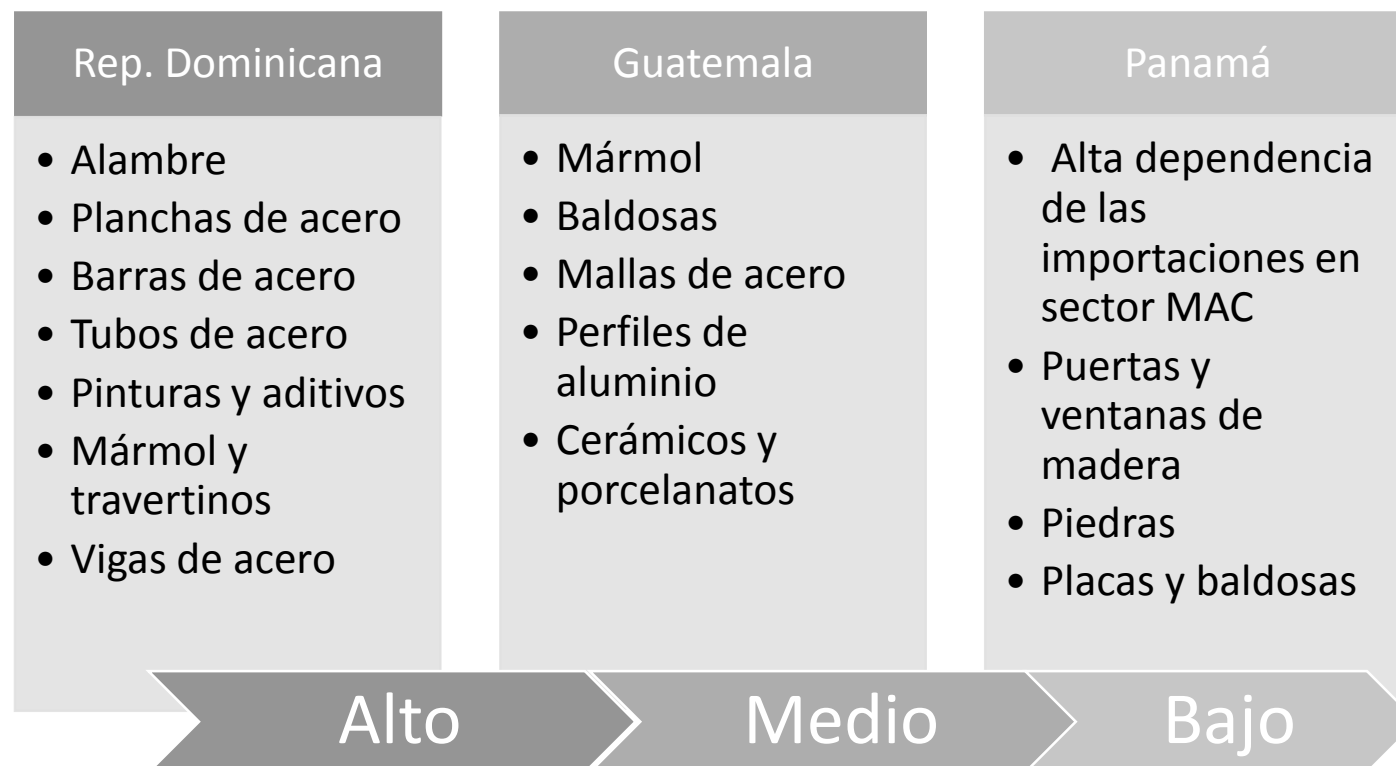 Rep. Dominicana
• Alambre
• Planchas de acero
• Barras de acero
• Tubos de acero
• Pinturas y aditivos
• Mármol y
travertinos
• Vigas de acero
Guatemala
• Mármol
• Baldosas
• Mallas de acero
• Perfiles de
aluminio
• Cerámicos y
porcelanatos
Panamá
• Alta dependencia
de las
importaciones en
sector MAC
• Puertas y
ventanas de
madera
• Piedras
• Placas y baldosas
Alto
Medio
Bajo